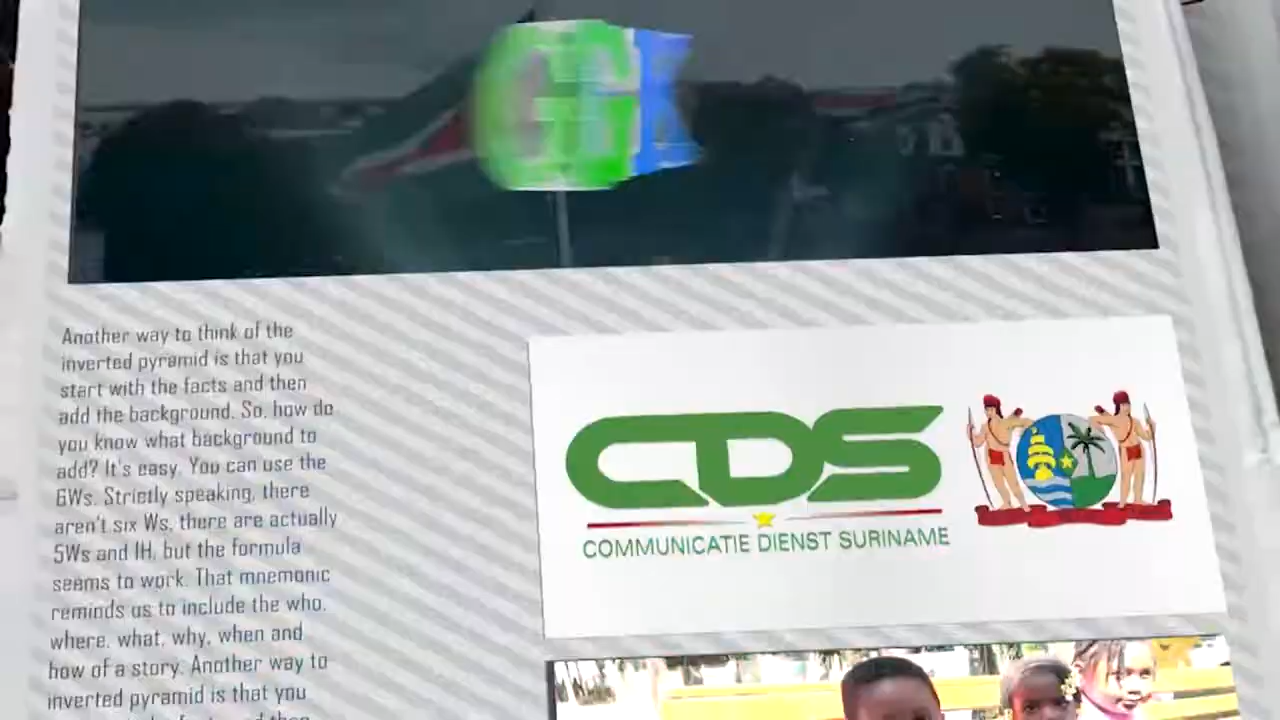 Another way to think of the
inverted pyramid is that you
start with the facts and then
add the background. So, how do
you know what background to
add? It's easy. You can use the
6Ws. Strictly speaking, there
aren't six Ws, there are actually
5Ws and 1H, but the formula
seems to work. That mnemonic
reminds us to include the who,
where, what, why, when and
how of a story. Another way to
inverted pyramid is that you
CDS
COMMUNICATIE DIENST SURINAME